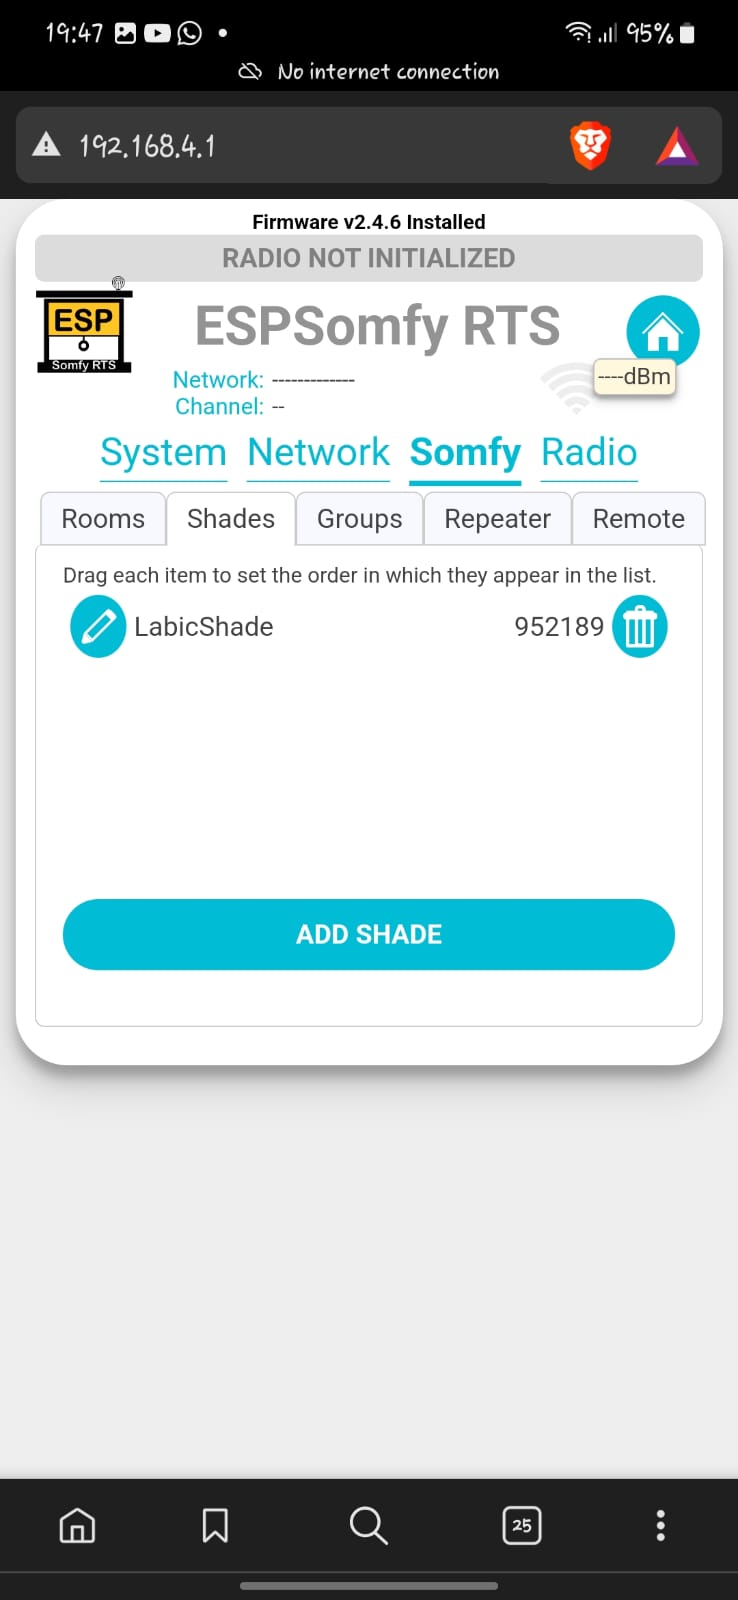 19:47 95%
No internet connection
192.168.4.1
Firmware v2.4.6 Installed
RADIO NOT INITIALIZED
ESP
Somfy RTS
ESPSomfy RTS
Network: -------------
Channel: --
----dBm
System Network Somfy Radio
Rooms Shades Groups Repeater Remote
Drag each item to set the order in which they appear in the list.
LabicShade 952189
ADD SHADE
25